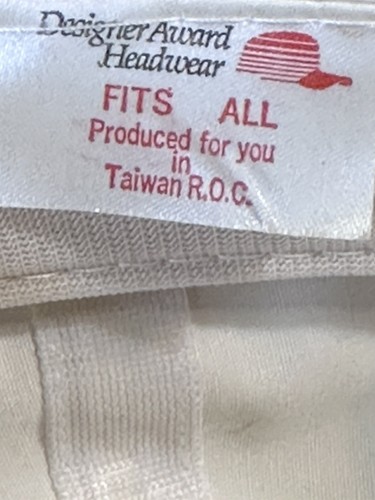 Designer Award
Headwear
FITS ALL
Produced for you
in
Taiwan R.O.C.